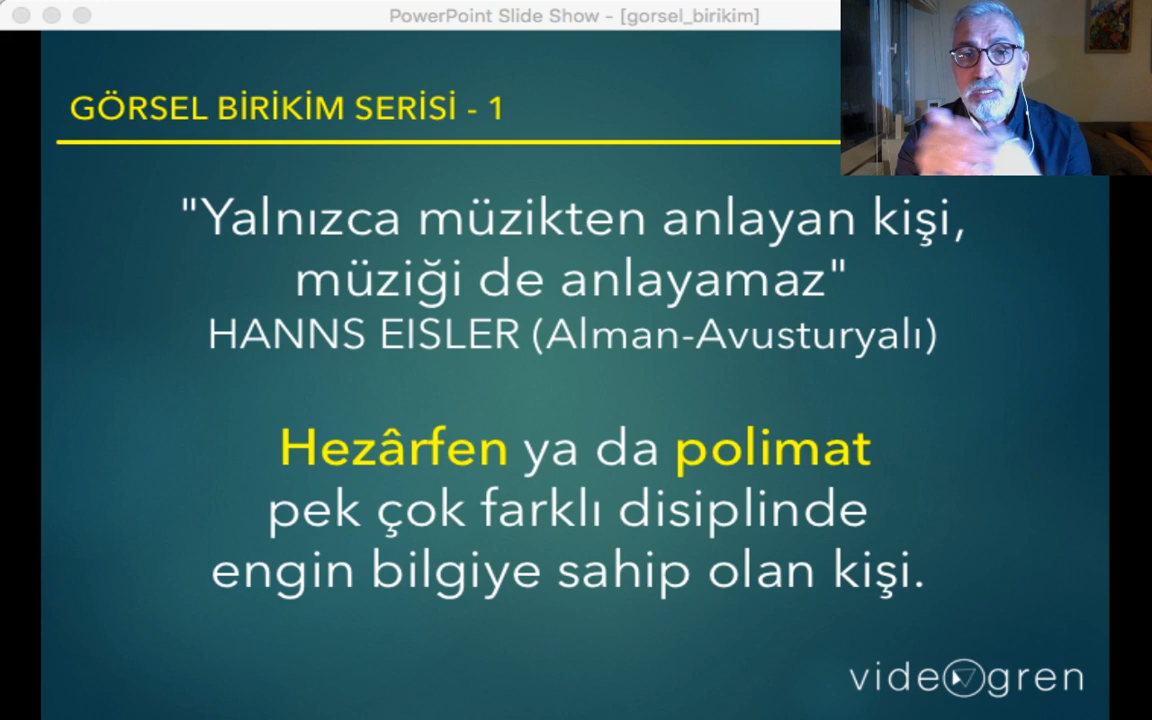 PowerPoint Slide Show - [gorsel_birikim]
GÖRSEL BİRİKİM SERİSİ - 1
"Yalnızca müzikten anlayan kişi,
müziği de anlayamaz"
HANNS EISLER (Alman-Avusturyalı)
Hezârfen ya da polimat
pek çok farklı disiplinde
engin bilgiye sahip olan kişi.
videogren